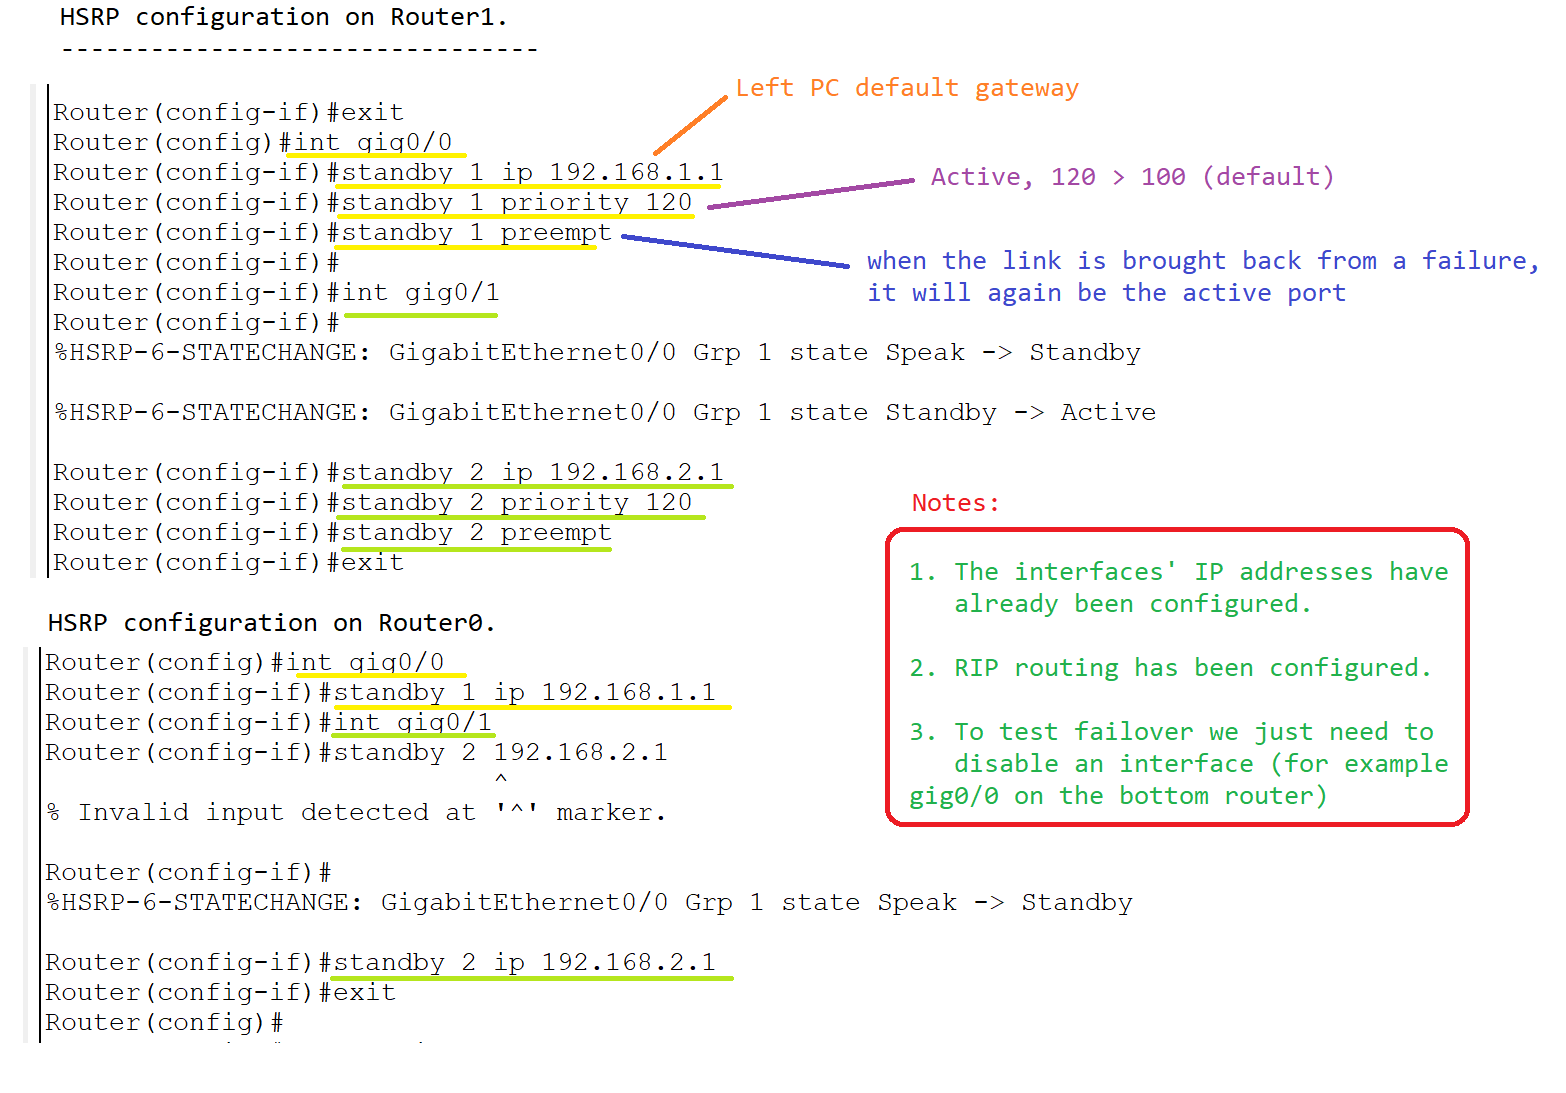 HSRP configuration on Router1.
--------------------------------
Left PC default gateway
Router(config-if)#exit
Router(config)#int gig0/0
Router(config-if)#standby 1 ip 192.168.1.1
Active, 120 > 100 (default)
Router(config-if)#standby 1 priority 120
Router(config-if)#standby 1 preempt
when the link is brought back from a failure,
it will again be the active port
Router(config-if)#
Router(config-if)#int gig0/1
Router(config-if)#
%HSRP-6-STATECHANGE: GigabitEthernet0/0 Grp 1 state Speak -> Standby
%HSRP-6-STATECHANGE: GigabitEthernet0/0 Grp 1 state Standby -> Active
Router(config-if)#standby 2 ip 192.168.2.1
Router(config-if)#standby 2 priority 120
Router(config-if)#standby 2 preempt
Router(config-if)#exit
Notes:
1. The interfaces' IP addresses have
already been configured.
2. RIP routing has been configured.
3. To test failover we just need to
disable an interface (for example
gig0/0 on the bottom router)
HSRP configuration on Router0.
Router(config)#int gig0/0
Router(config-if)#standby 1 ip 192.168.1.1
Router(config-if)#int gig0/1
Router(config-if)#standby 2 192.168.2.1
^
% Invalid input detected at '^' marker.
Router(config-if)#
%HSRP-6-STATECHANGE: GigabitEthernet0/0 Grp 1 state Speak -> Standby
Router(config-if)#standby 2 ip 192.168.2.1
Router(config-if)#exit
Router(config)#